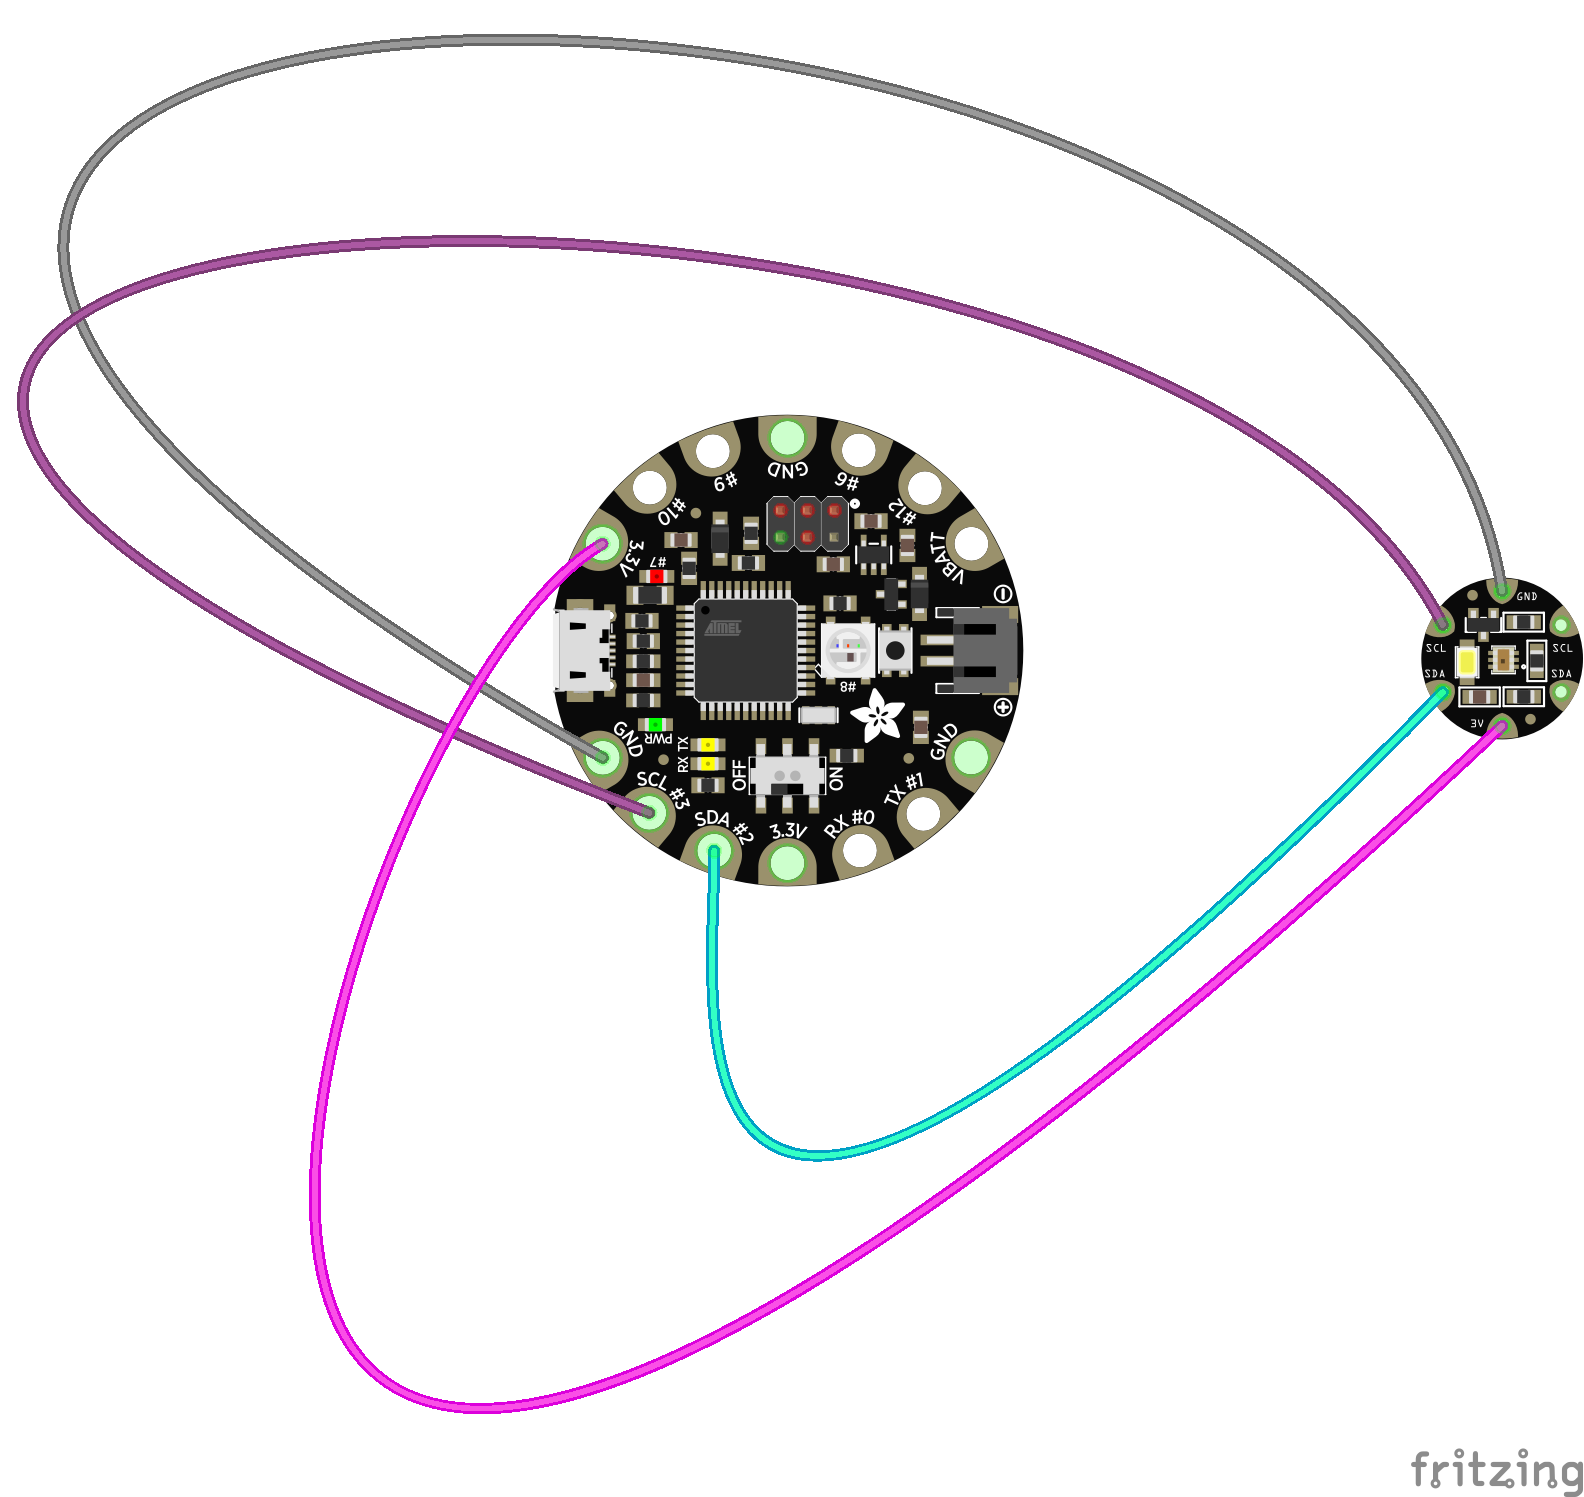 GND
#9
#6
#10
#12
3.3V
VBATT
#7
ATMEL
#8
GND
PWR
TX
RX
SCL #3
SDA #2
OFF
ON
3.3V
RX #0
TX #1
GND
GND
SCL
SCL
SDA
SDA
3V
fritzing